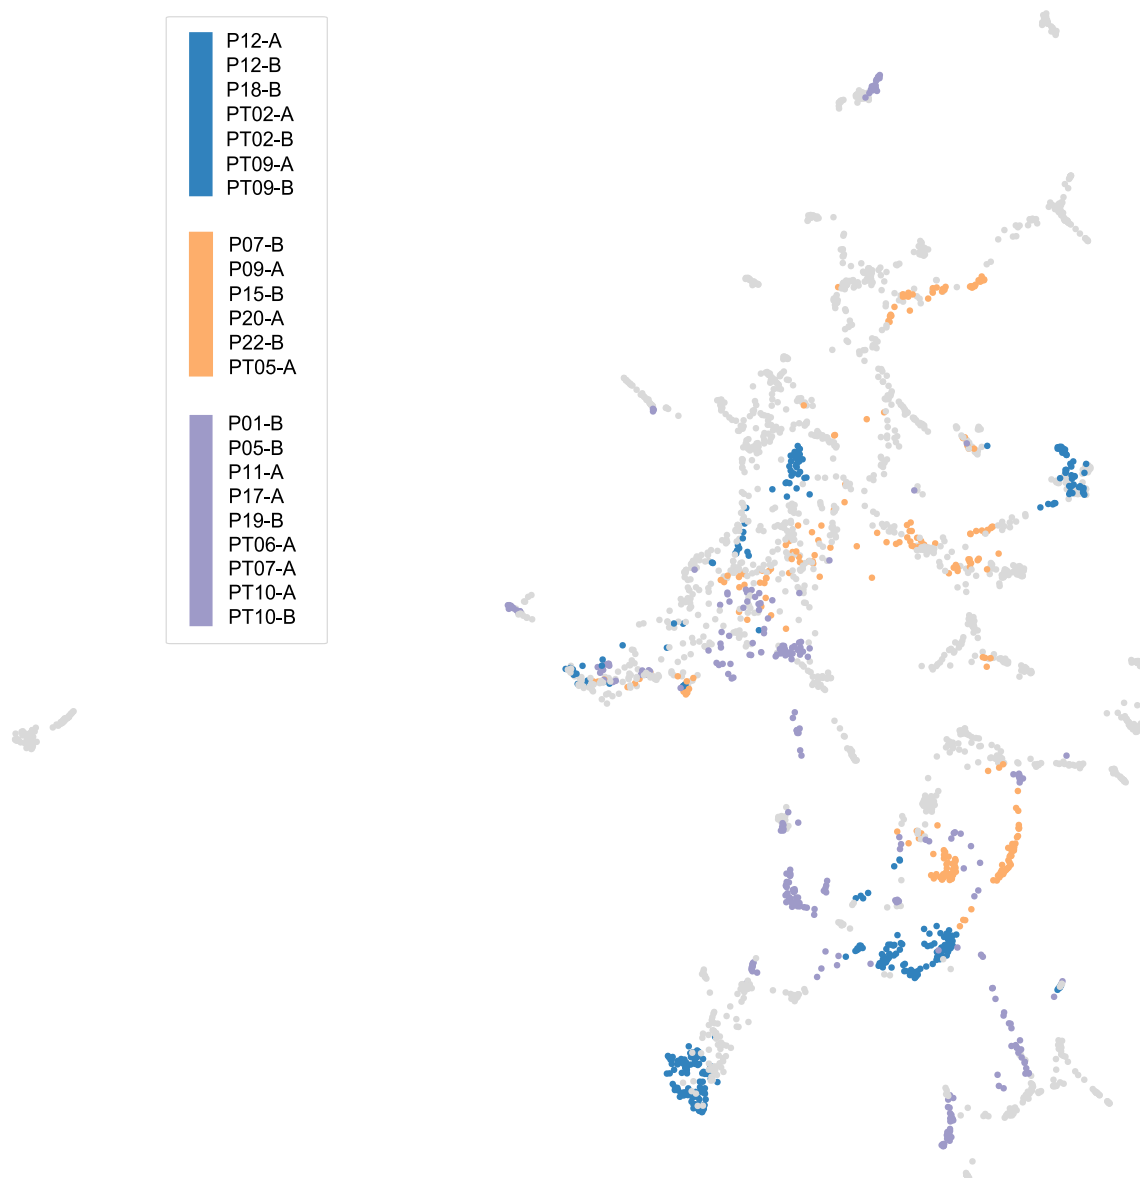 P12-A
P12-B
P18-B
PT02-A
PT02-B
PT09-A
PT09-B
P07-B
P09-A
P15-B
P20-A
P22-B
PT05-A
P01-B
P05-B
P11-A
P17-A
P19-B
PT06-A
PT07-A
PT10-A
PT10-B